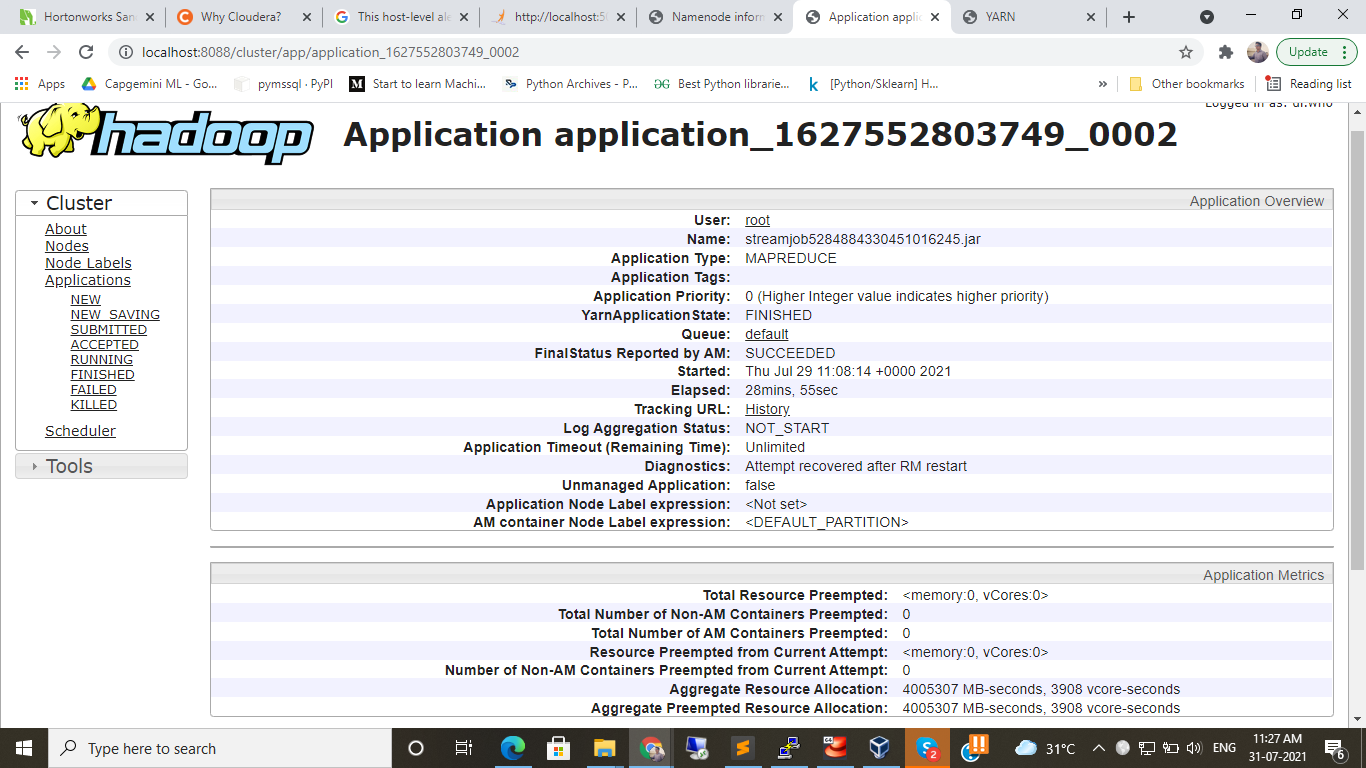 Hortonworks San
Why Cloudera?
This host-level ale
http://localhost:50
Namenode inform
Application applic
YARN
localhost:8088/cluster/app/application_1627552803749_0002
Update
Apps
Capgemini ML - Go...
pymssql · PyPI
Start to learn Machi...
Python Archives - P...
Best Python librarie...
[Python/Sklearn] H...
»
Other bookmarks
Reading list
Logged in as: dr.who
hadoop
Application application_1627552803749_0002
Cluster
About
Nodes
Node Labels
Applications
NEW
NEW_SAVING
SUBMITTED
ACCEPTED
RUNNING
FINISHED
FAILED
KILLED
Scheduler
Tools
Application Overview
User: root
Name: streamjob5284884330451016245.jar
Application Type: MAPREDUCE
Application Tags:
Application Priority: 0 (Higher Integer value indicates higher priority)
YarnApplicationState: FINISHED
Queue: default
FinalStatus Reported by AM: SUCCEEDED
Started: Thu Jul 29 11:08:14 +0000 2021
Elapsed: 28mins, 55sec
Tracking URL: History
Log Aggregation Status: NOT_START
Application Timeout (Remaining Time): Unlimited
Diagnostics: Attempt recovered after RM restart
Unmanaged Application: false
Application Node Label expression: <Not set>
AM container Node Label expression: <DEFAULT_PARTITION>
Application Metrics
Total Resource Preempted: <memory:0, vCores:0>
Total Number of Non-AM Containers Preempted: 0
Total Number of AM Containers Preempted: 0
Resource Preempted from Current Attempt: <memory:0, vCores:0>
Number of Non-AM Containers Preempted from Current Attempt: 0
Aggregate Resource Allocation: 4005307 MB-seconds, 3908 vcore-seconds
Aggregate Preempted Resource Allocation: 4005307 MB-seconds, 3908 vcore-seconds
Type here to search
2
31°C
ENG
11:27 AM
31-07-2021
6